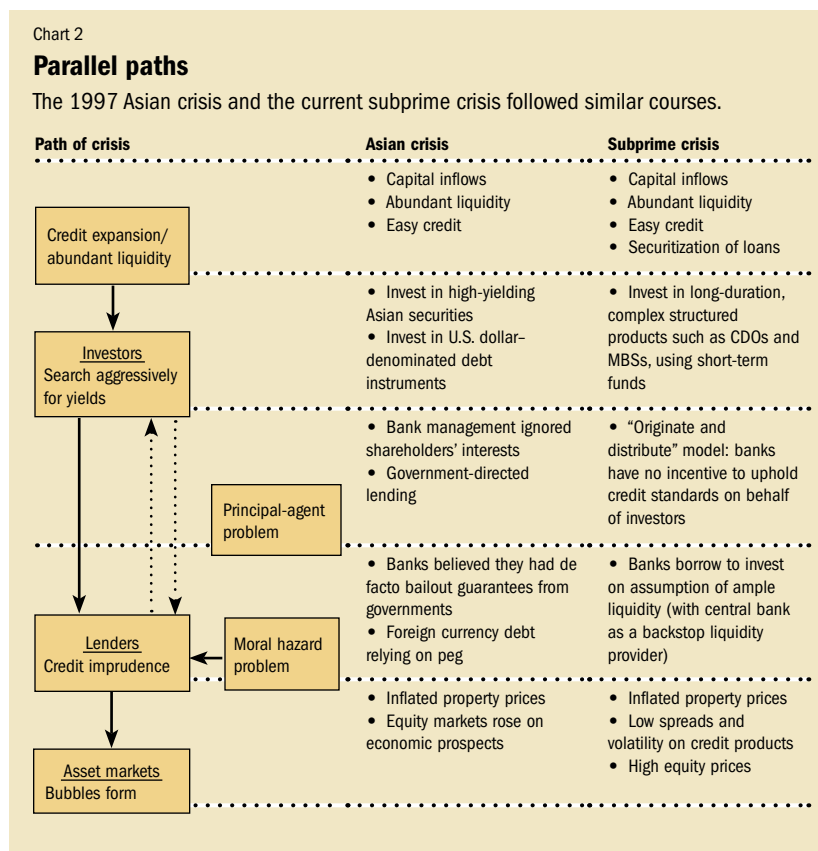 Chart 2
Parallel paths
The 1997 Asian crisis and the current subprime crisis followed similar courses.
Path of crisis
Asian crisis
Subprime crisis
Credit expansion/
abundant liquidity
• Capital inflows
• Abundant liquidity
• Easy credit
• Capital inflows
• Abundant liquidity
• Easy credit
• Securitization of loans
Investors
Search aggressively
for yields
• Invest in high-yielding
Asian securities
• Invest in U.S. dollar–
denominated debt
instruments
• Invest in long-duration,
complex structured
products such as CDOs and
MBSs, using short-term
funds
Principal-agent
problem
• Bank management ignored
shareholders' interests
• Government-directed
lending
• “Originate and
distribute” model: banks
have no incentive to uphold
credit standards on behalf
of investors
Lenders
Credit imprudence
Moral hazard
problem
• Banks believed they had de
facto bailout guarantees from
governments
• Foreign currency debt
relying on peg
• Banks borrow to invest
on assumption of ample
liquidity (with central bank
as a backstop liquidity
provider)
Asset markets
Bubbles form
• Inflated property prices
• Equity markets rose on
economic prospects
• Inflated property prices
• Low spreads and
volatility on credit products
• High equity prices